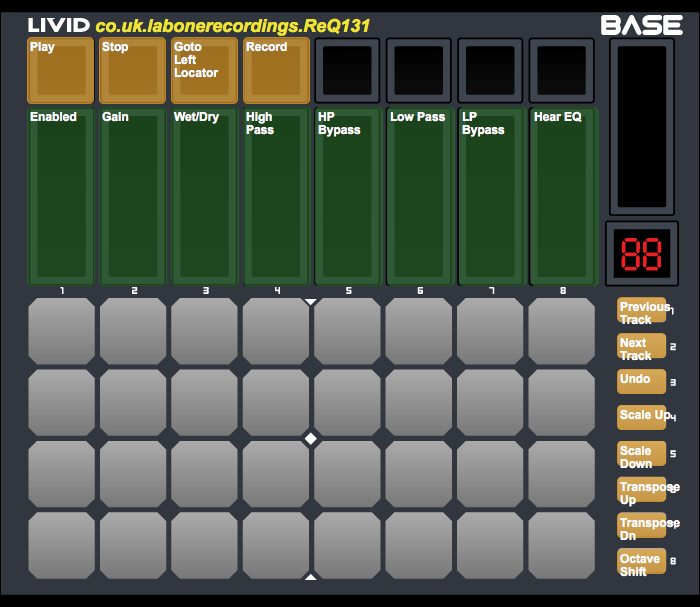 LIVID co.uk.labonerecordings.ReQ131 BASE
Play Stop Goto Left Locator Record
Enabled Gain Wet/Dry High Pass HP Bypass Low Pass LP Bypass Hear EQ
88
1 2 3 4 5 6 7 8
Previous Track 1
Next Track 2
Undo 3
Scale Up 4
Scale Down 5
Transpose Up 6
Transpose Dn
Octave Shift 8